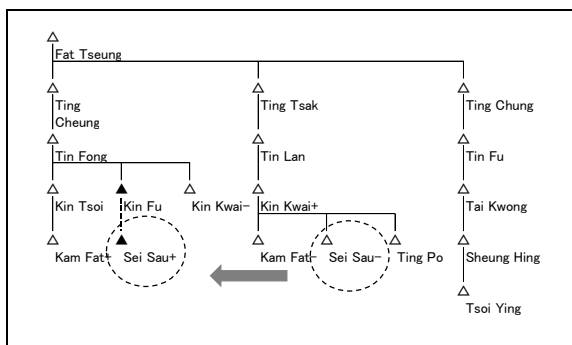 Fat Tseung
Ting Cheung
Ting Tsak
Ting Chung
Tin Fong
Tin Lan
Tin Fu
Kin Tsoi
Kin Fu
Kin Kwai-
Kin Kwai+
Tai Kwong
Kam Fat+
Sei Sau+
Kam Fat-
Sei Sau-
Ting Po
Sheung Hing
Tsoi Ying